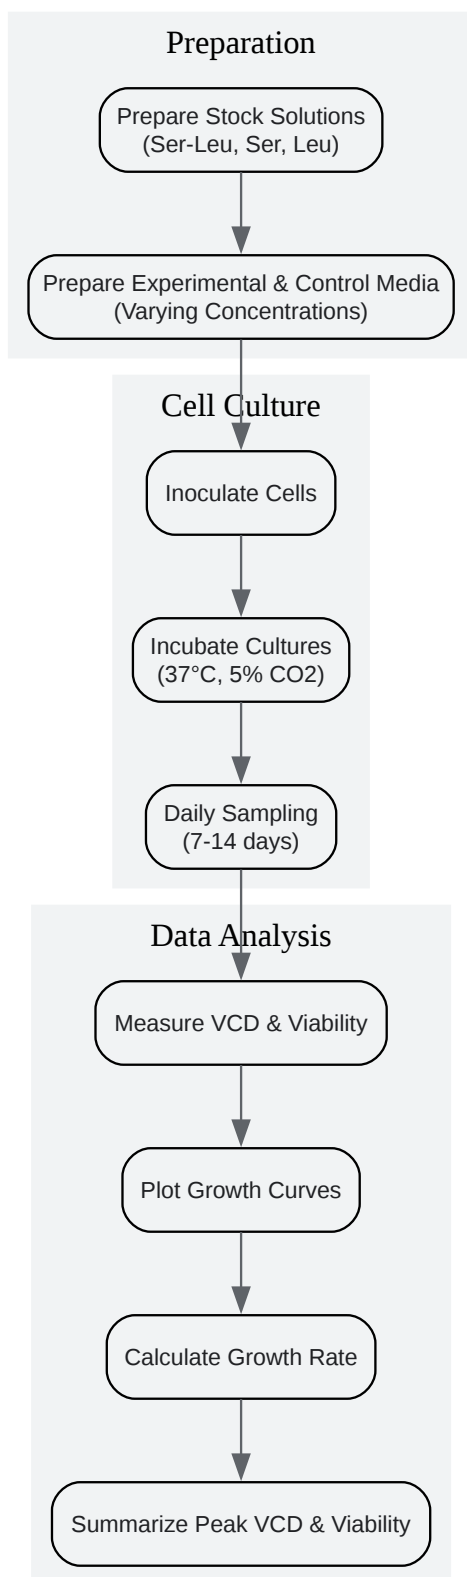 Preparation
Prepare Stock Solutions
(Ser-Leu, Ser, Leu)
Prepare Experimental & Control Media
(Varying Concentrations)
Cell Culture
Inoculate Cells
Incubate Cultures
(37°C, 5% CO2)
Daily Sampling
(7-14 days)
Data Analysis
Measure VCD & Viability
Plot Growth Curves
Calculate Growth Rate
Summarize Peak VCD & Viability